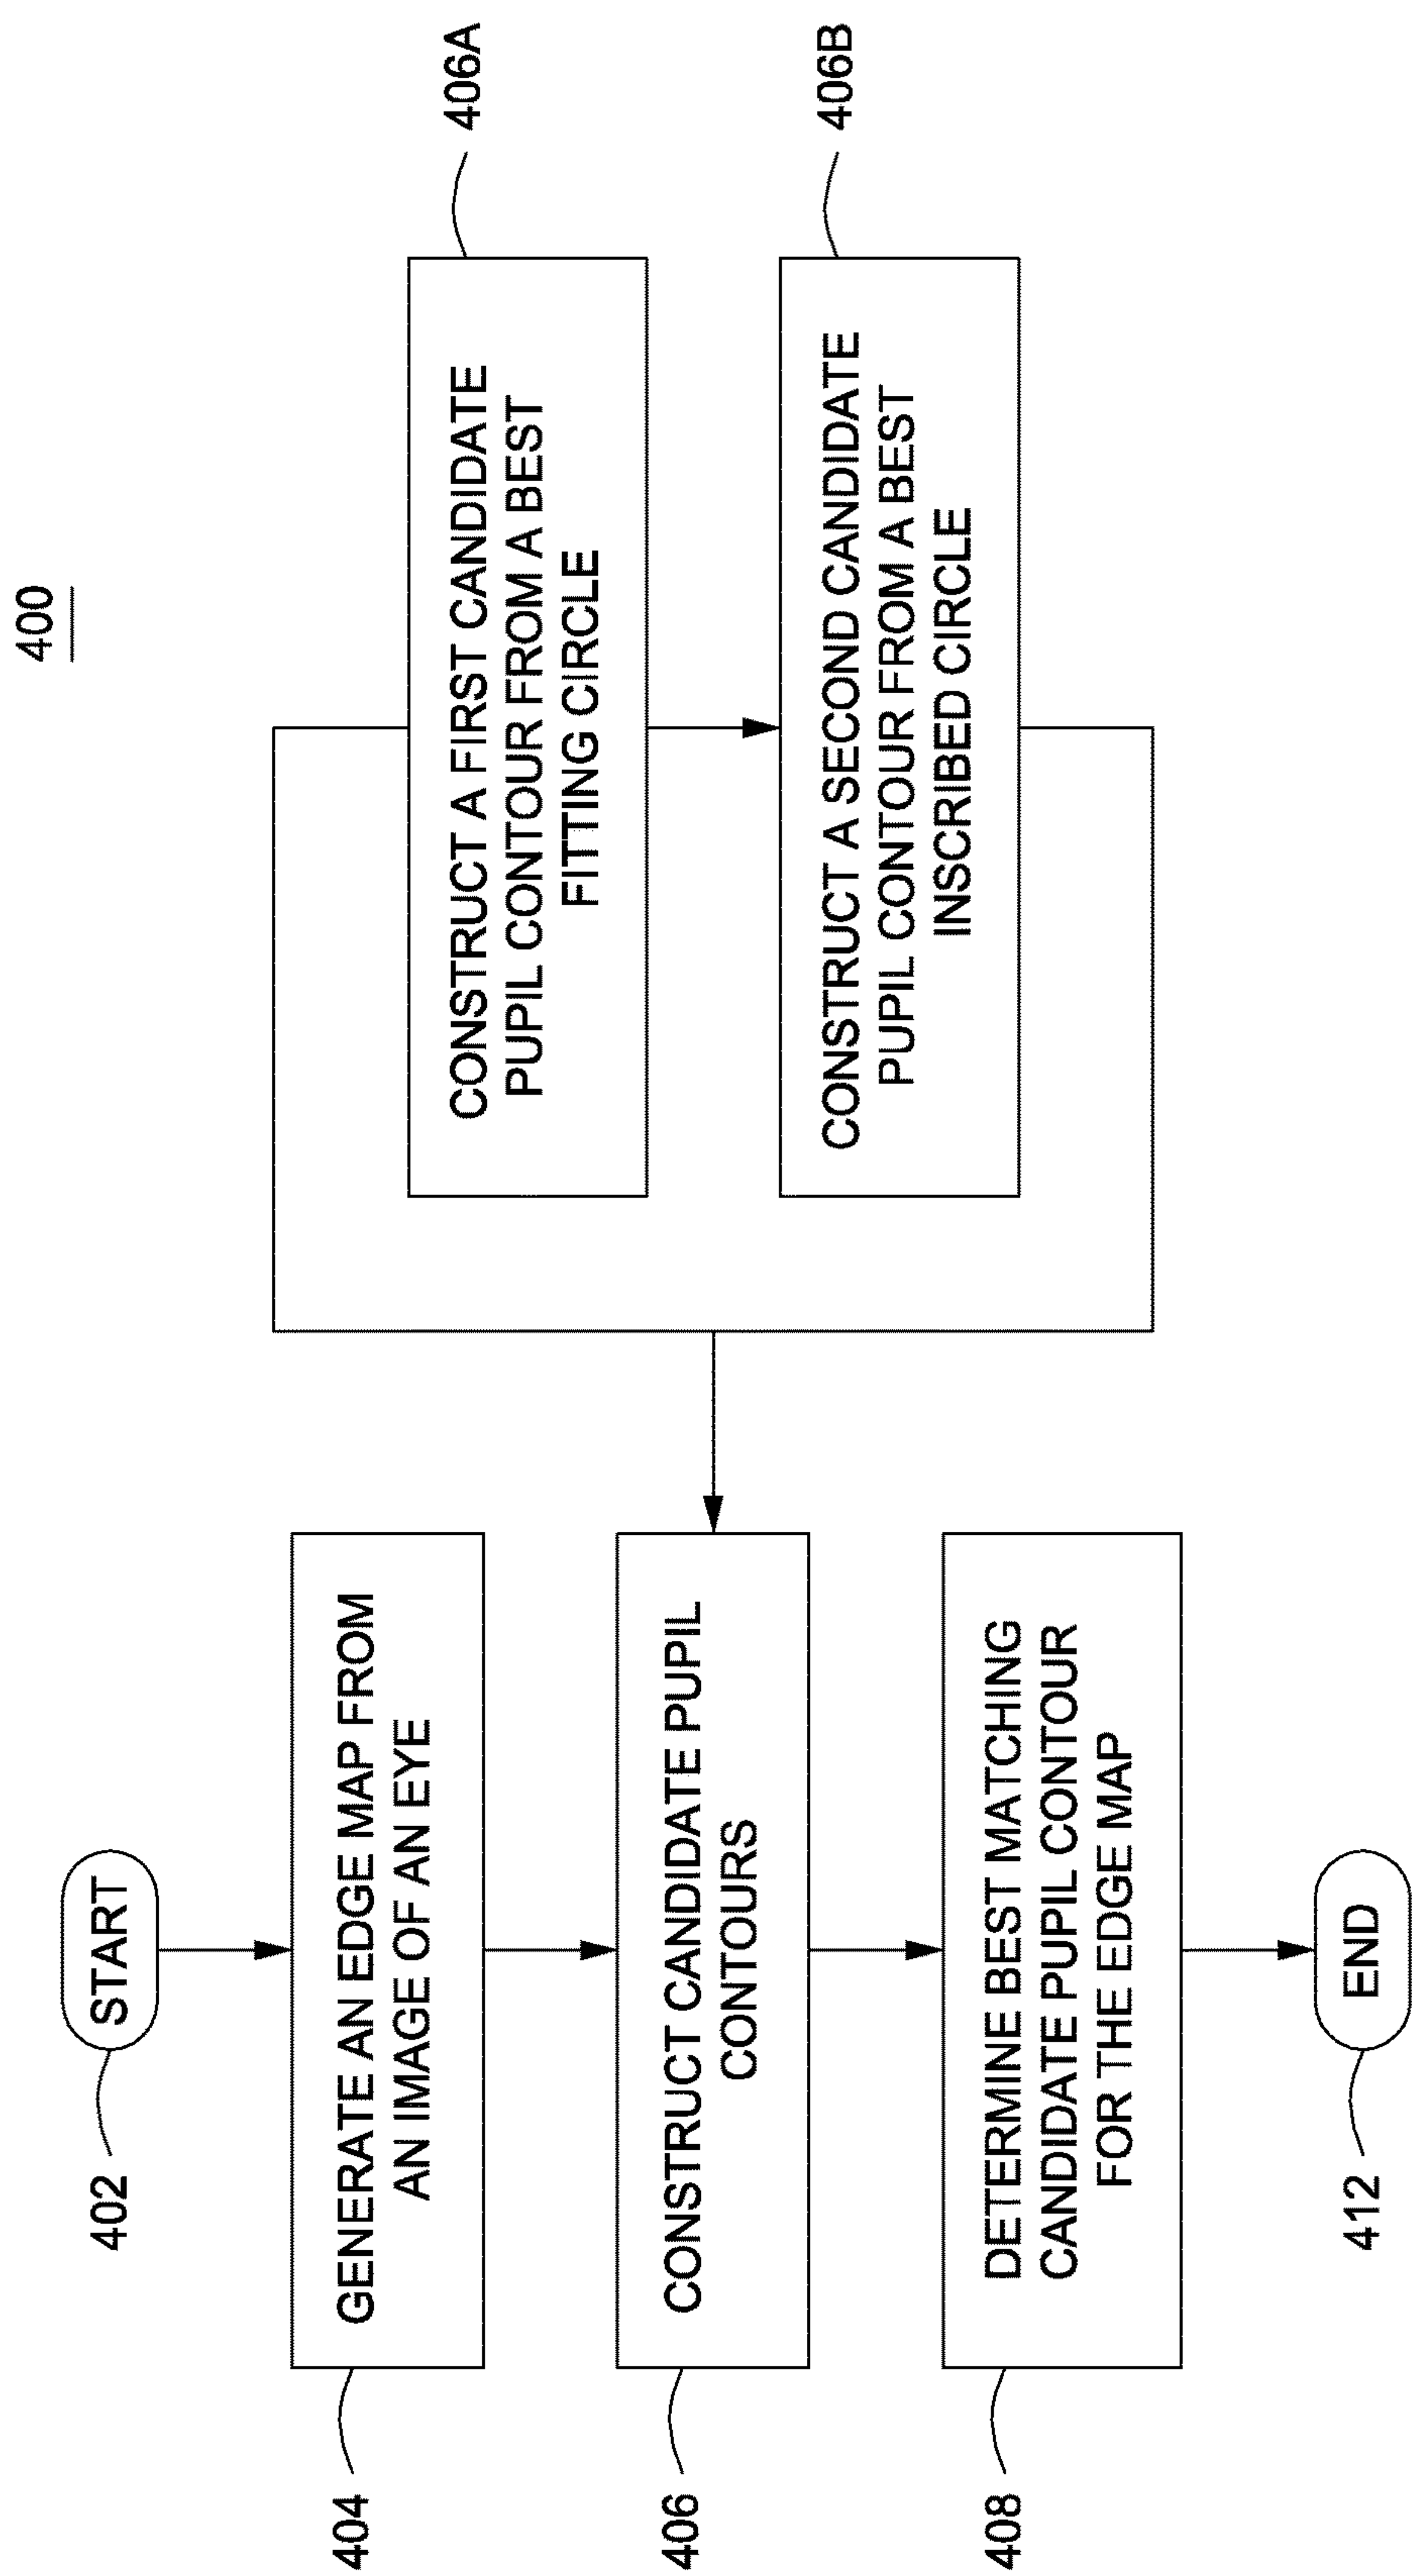 400
START
402
GENERATE AN EDGE MAP FROM
AN IMAGE OF AN EYE
404
CONSTRUCT CANDIDATE PUPIL
CONTOURS
406
CONSTRUCT A FIRST CANDIDATE
PUPIL CONTOUR FROM A BEST
FITTING CIRCLE
406A
CONSTRUCT A SECOND CANDIDATE
PUPIL CONTOUR FROM A BEST
INSCRIBED CIRCLE
406B
DETERMINE BEST MATCHING
CANDIDATE PUPIL CONTOUR
FOR THE EDGE MAP
408
END
412